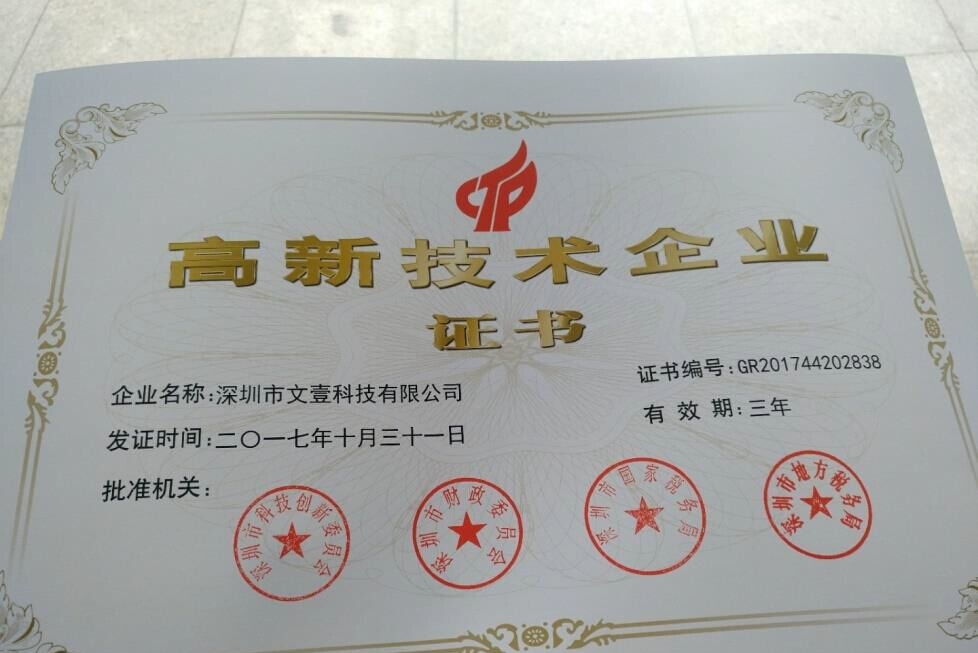 CTP
高新技术企业
证书
证书编号:GR201744202838
企业名称:深圳市文壹科技有限公司
有效期:三年
发证时间:二〇一七年十月三十一日
批准机关:
深圳市科技创新委员会
深圳市财政委员会
深圳市国家税务局
深圳市地方税务局